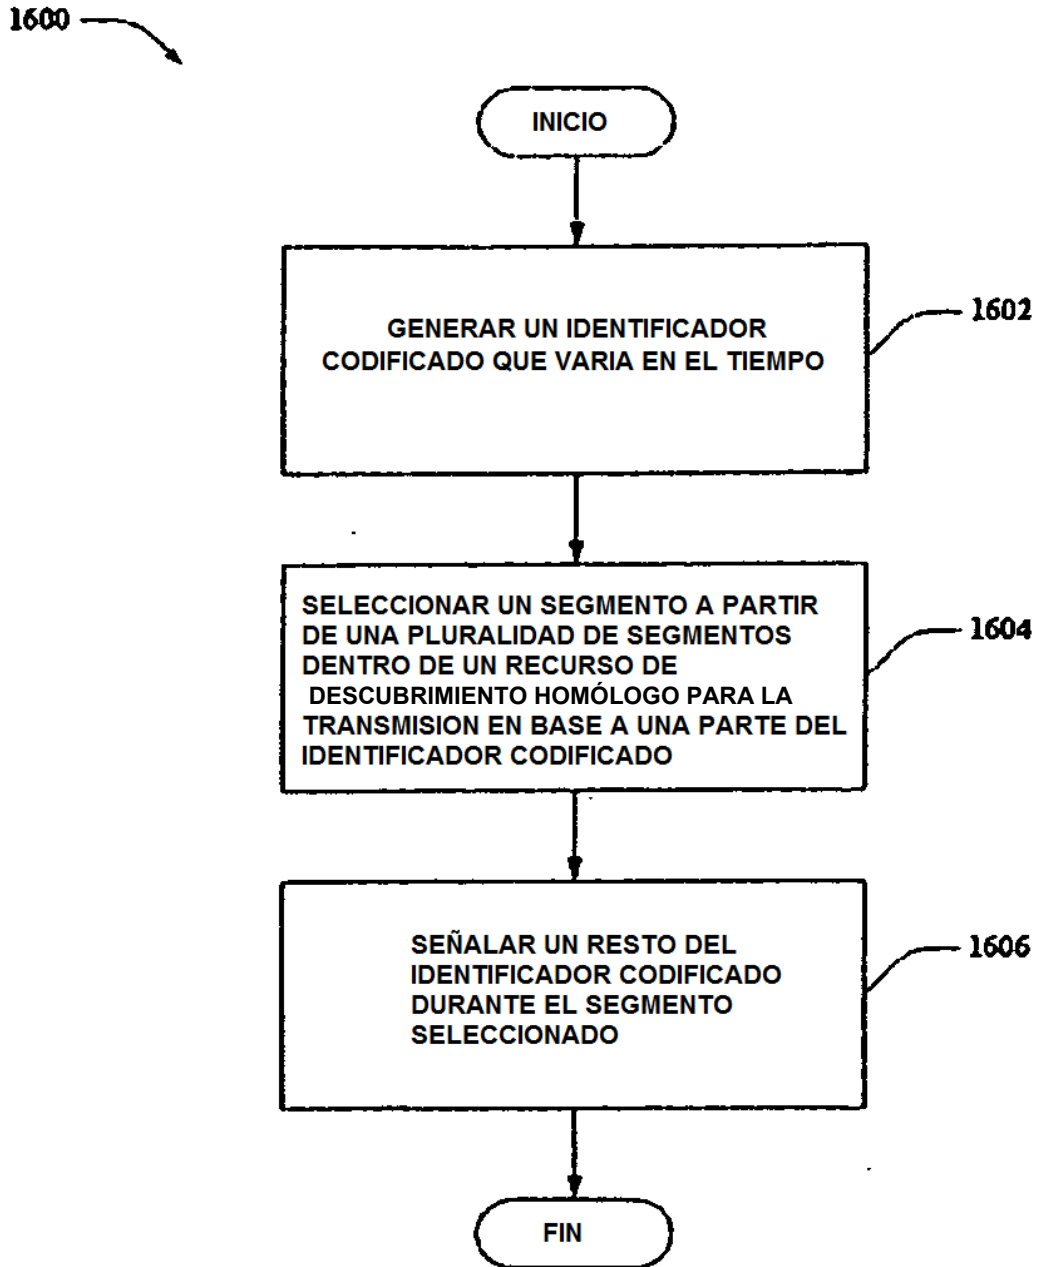 1600
INICIO
GENERAR UN IDENTIFICADOR
CODIFICADO QUE VARIA EN EL TIEMPO
1602
SELECCIONAR UN SEGMENTO A PARTIR
DE UNA PLURALIDAD DE SEGMENTOS
DENTRO DE UN RECURSO DE
DESCUBRIMIENTO HOMÓLOGO PARA LA
TRANSMISION EN BASE A UNA PARTE DEL
IDENTIFICADOR CODIFICADO
1604
SEÑALAR UN RESTO DEL
IDENTIFICADOR CODIFICADO
DURANTE EL SEGMENTO
SELECCIONADO
1606
FIN